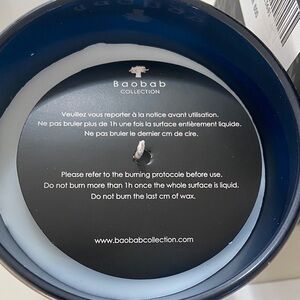 Baobab
COLLECTION
Veuillez vous reporter à la notice avant utilisation.
Ne pas bruler plus de 1h une fois la surface entièrement liquide.
Ne pas bruler le dernier cm de cire.
Please refer to the burning protocole before use.
Do not burn more than 1h once the whole surface is liquid.
Do not burn the last cm of wax.
www.baobabcollection.com